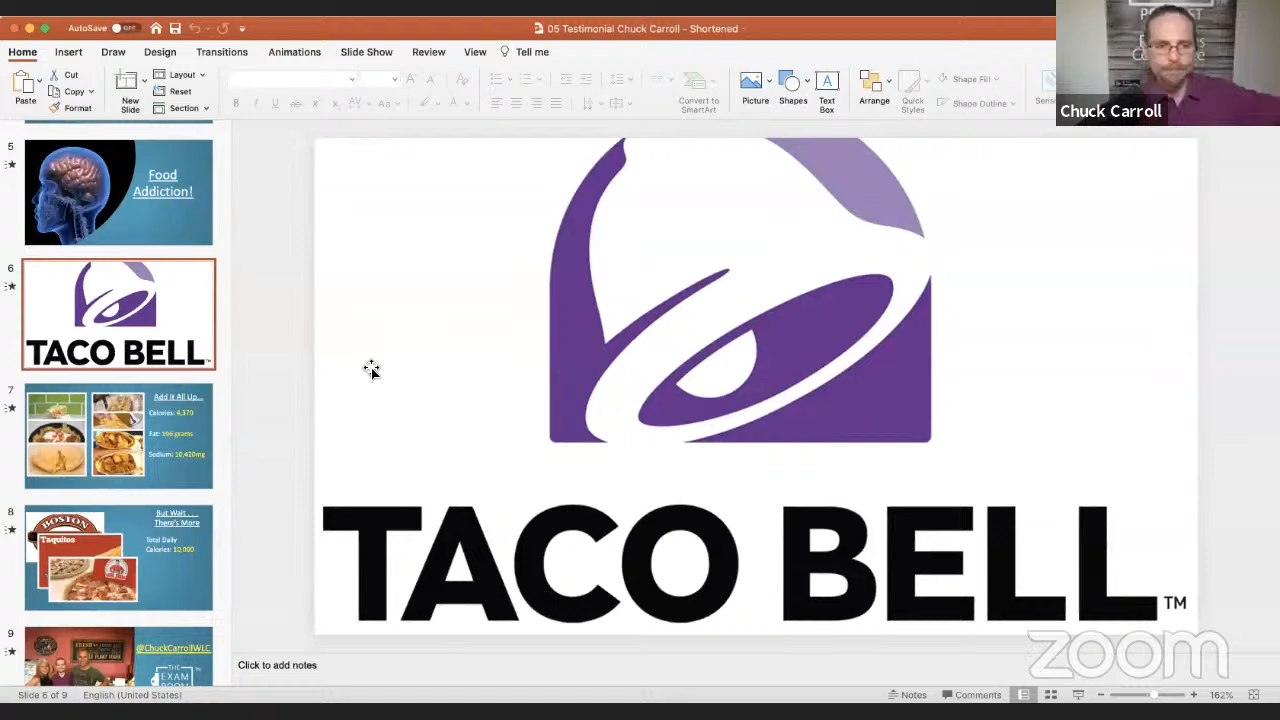 AutoSave OFF
05 Testimonial Chuck Carroll - Shortened
Home Insert Draw Design Transitions Animations Slide Show Review View Tell me
Paste
Cut
Copy
Format
New
Slide
Layout
Reset
Section
Convert to
SmartArt
Picture
Shapes
Text
Box
Arrange
Quick
Styles
Shape Fill
Shape Outline
Chuck Carroll
5
Food
Addiction!
6
TACO BELL
7
Add It All Up...
Calories: 4,370
Fat: 196 grams
Sodium: 10,420mg
8
BOSTON
Taquitos
But Wait . . .
There's More
Total Daily
Calories: 10,000
9
@ChuckCarrollWLC
THE
EXAM
ROOM
TACO BELL TM
zoom
Click to add notes
Slide 6 of 9 English (United States)
Notes Comments 162%